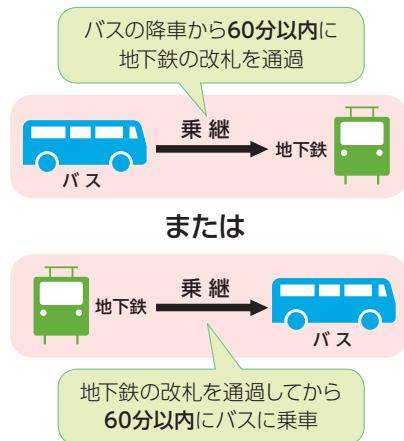 バスの降車から60分以内に
地下鉄の改札を通過
乗 継
地下鉄
バ ス
または
乗 継
地下鉄
バ ス
地下鉄の改札を通過してから
60分以内にバスに乗車